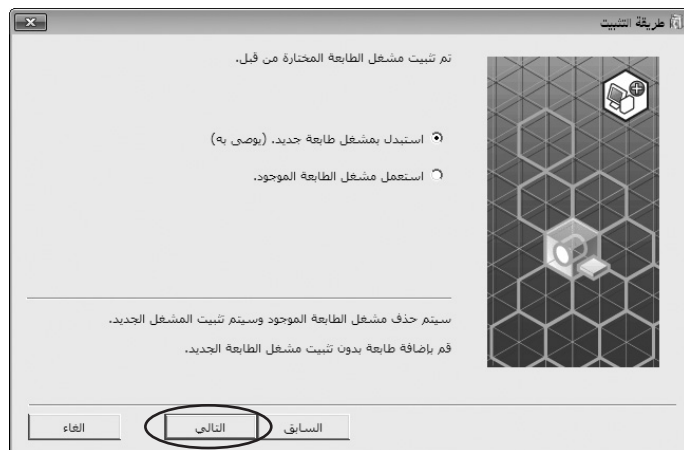 طريقة التثبيت
تم تثبيت مشغل الطابعة المختارة من قبل.
استبدل بمشغل طابعة جديد. (يوصى به)
استعمل مشغل الطابعة الموجود.
سيتم حذف مشغل الطابعة الموجود وسيتم تثبيت المشغل الجديد.
قم بإضافة طابعة بدون تثبيت مشغل الطابعة الجديد.
السابق
التالي
الغاء